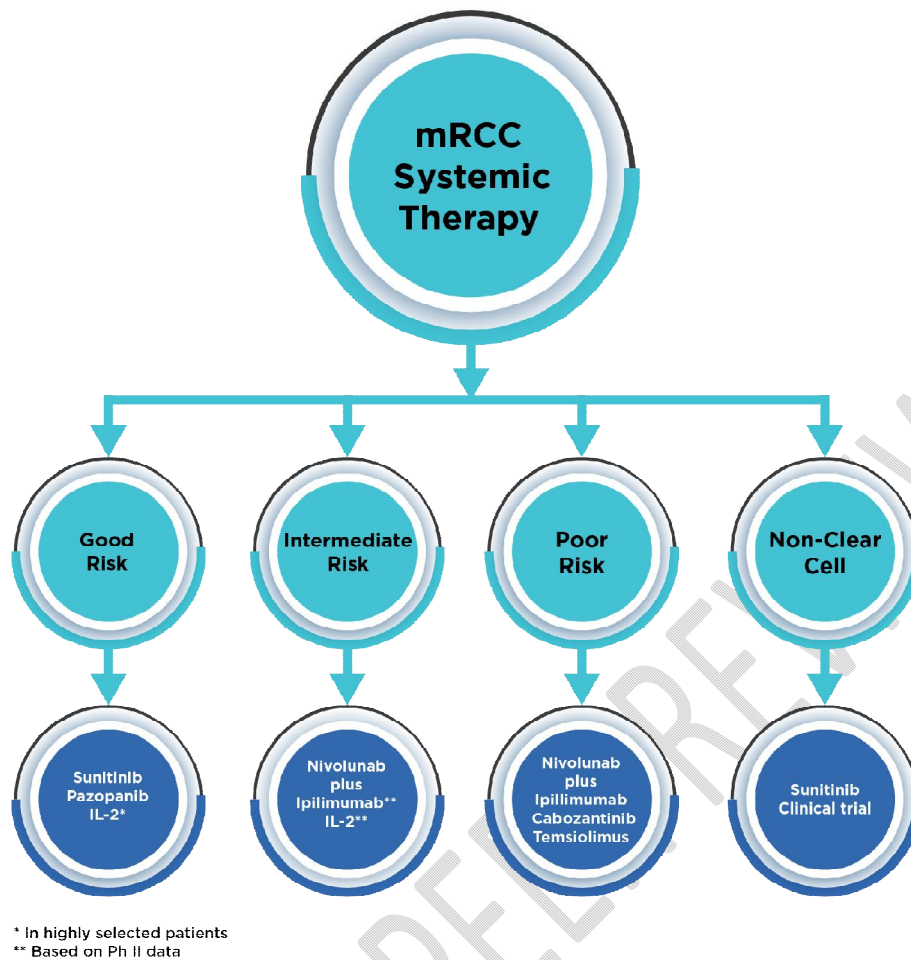 mRCC
Systemic
Therapy
Good
Risk
Intermediate
Risk
Poor
Risk
Non-Clear
Cell
Sunitinib
Pazopanib
IL-2*
Nivolunab
plus
Ipilimumab**
IL-2**
Nivolunab
plus
Ipillimumab
Cabozantinib
Temsiolimus
Sunitinib
Clinical trial
* In highly selected patients
** Based on Ph II data